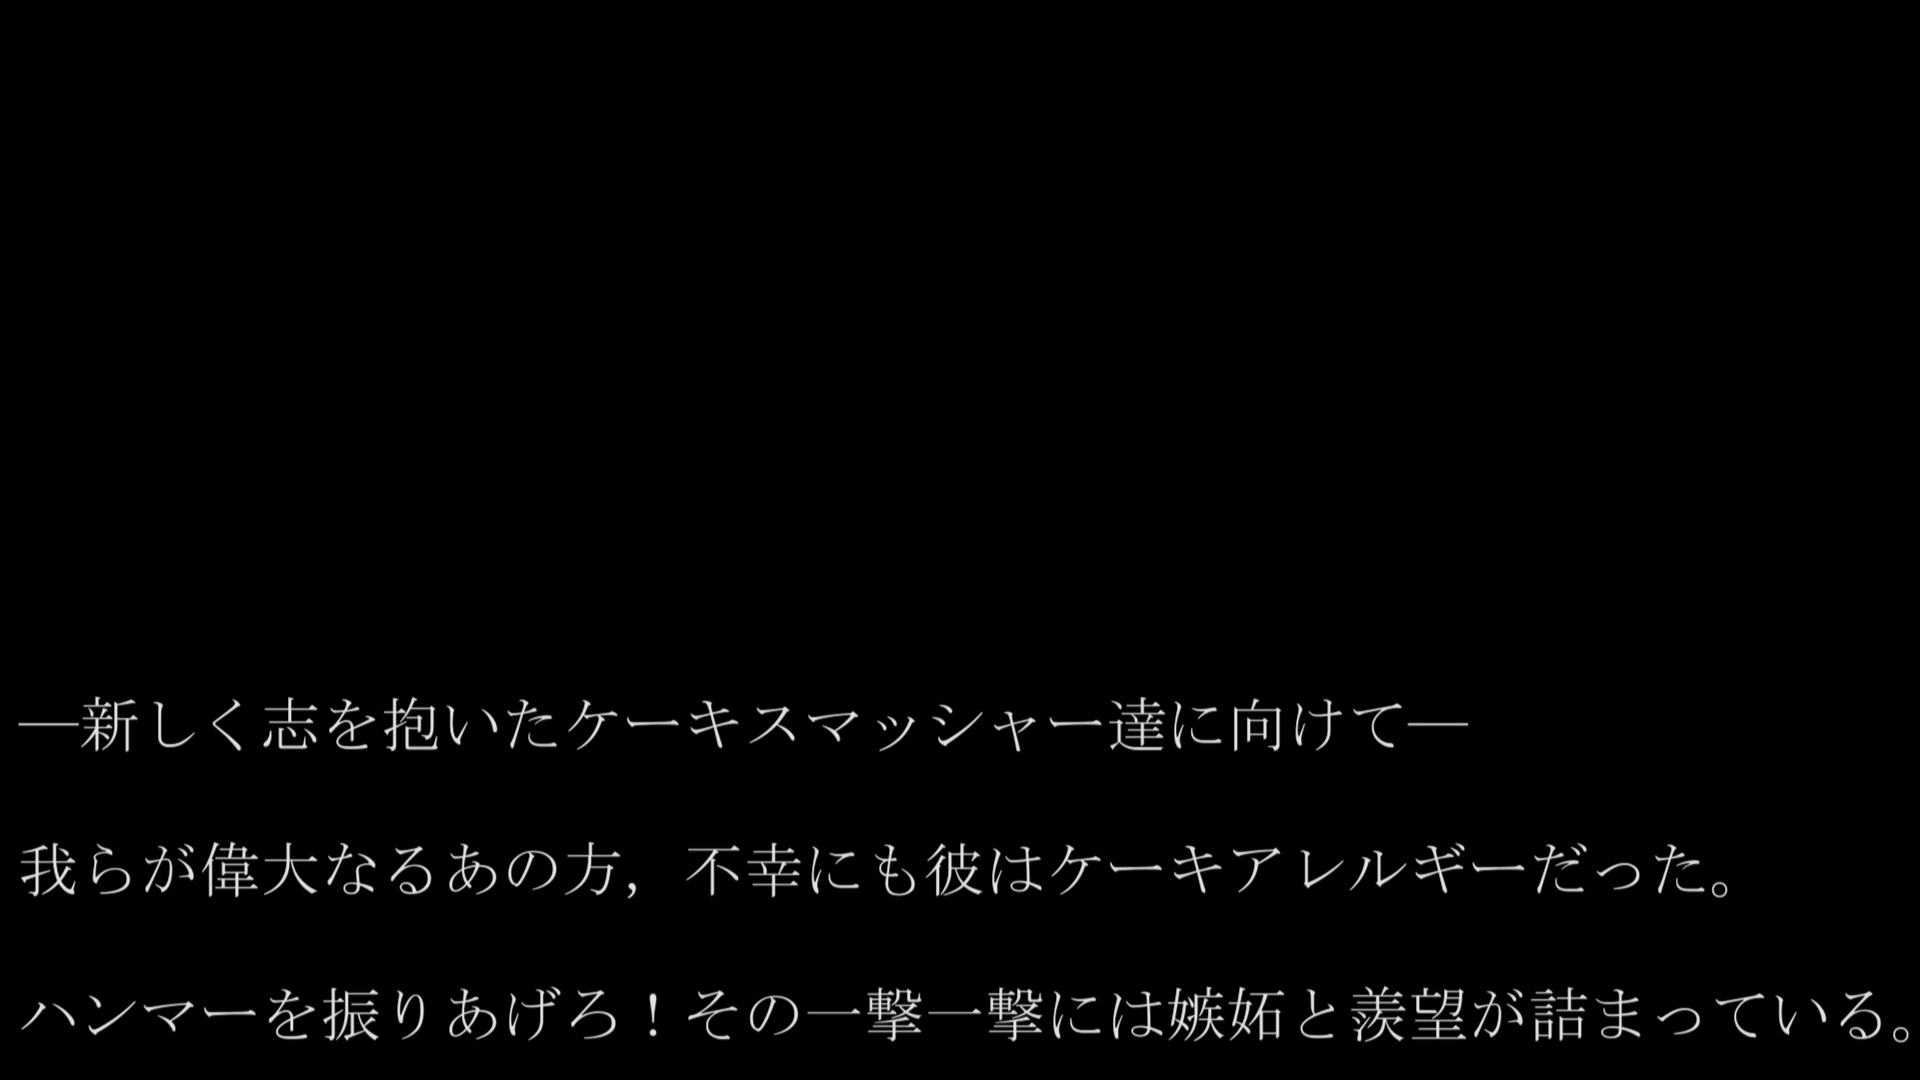 ―新しく志を抱いたケーキスマッシャー達に向けて―
我らが偉大なるあの方，不幸にも彼はケーキアレルギーだった。
ハンマーを振りあげろ！その一撃一撃には嫉妬と羨望が詰まっている。